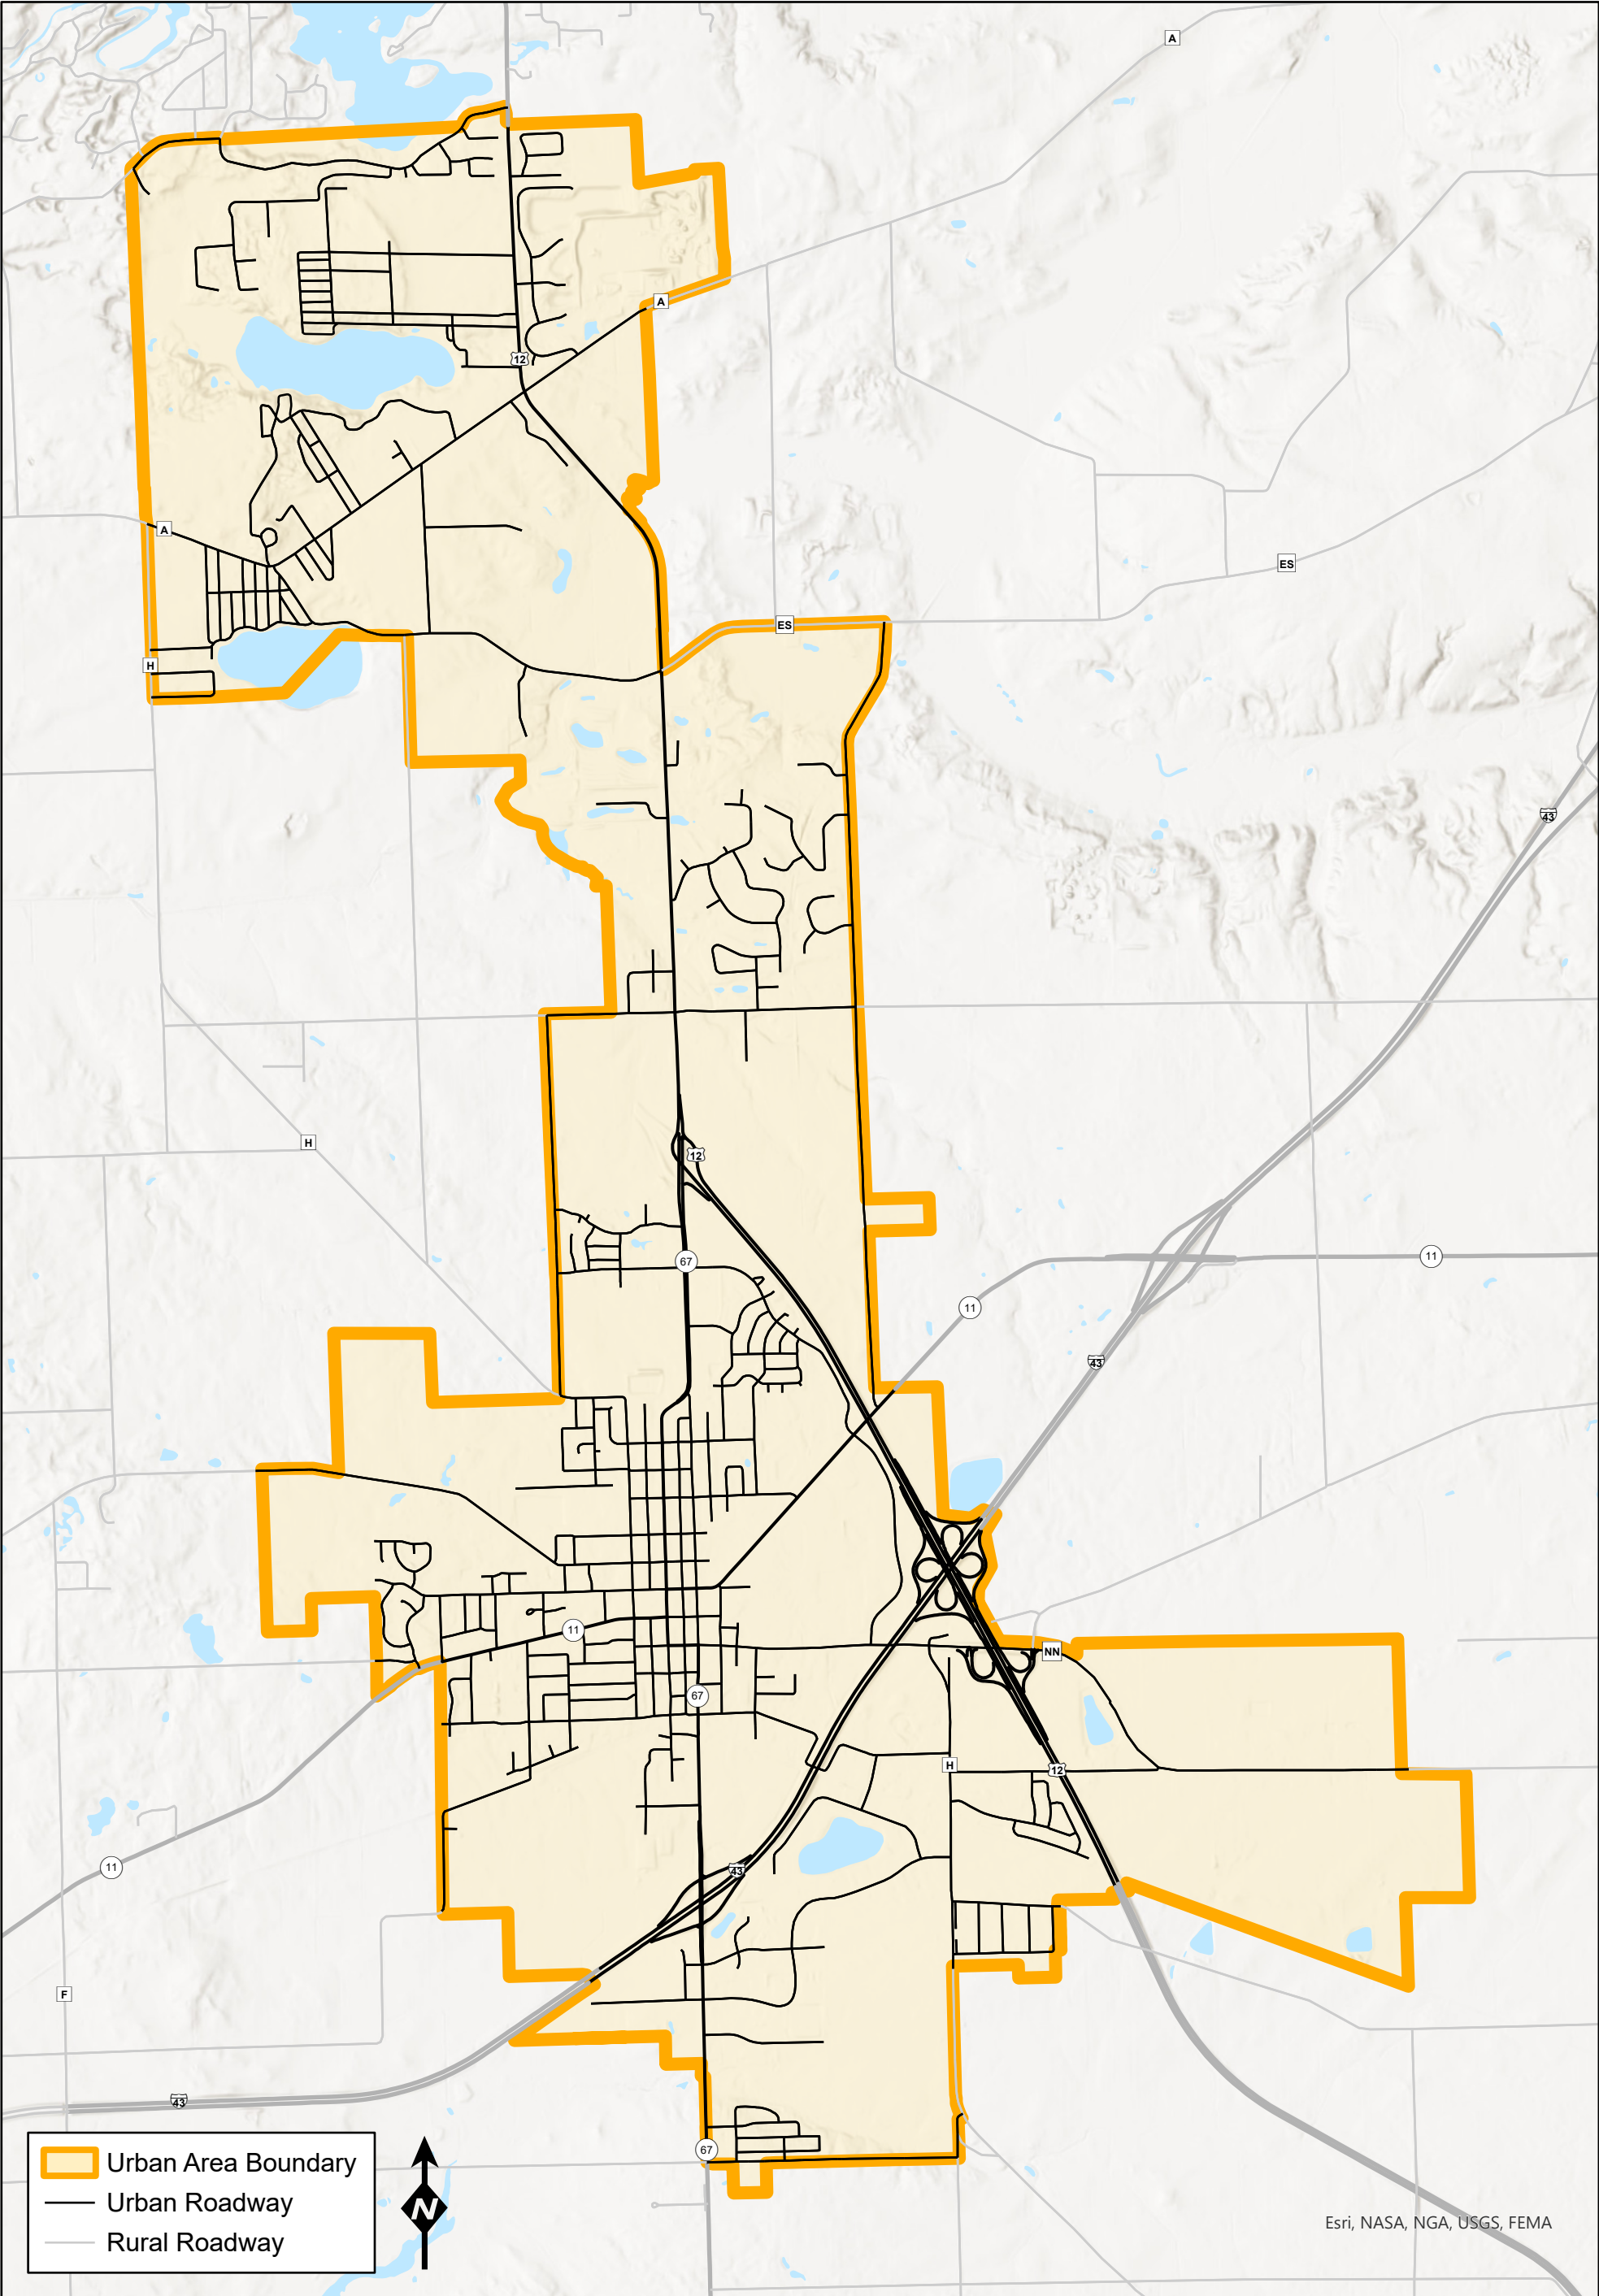 A
A
12
A
ES
ES
H
43
H
12
67
11
11
43
11
NN
67
H
12
11
43
F
43
67
Urban Area Boundary
Urban Roadway
Rural Roadway
N
Esri, NASA, NGA, USGS, FEMA